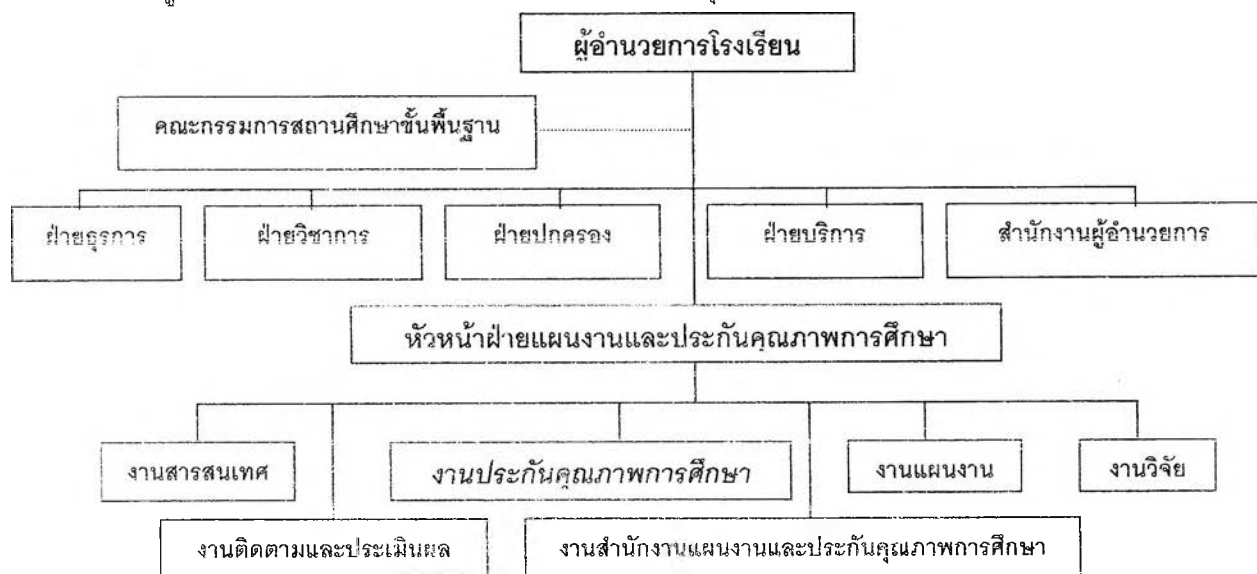 ผู้อำนวยการโรงเรียน
คณะกรรมการสถานศึกษาขั้นพื้นฐาน
ฝ่ายธุรการ ฝ่ายวิชาการ ฝ่ายปกครอง ฝ่ายบริการ สำนักงานผู้อำนวยการ
หัวหน้าฝ่ายแผนงานและประกันคุณภาพการศึกษา
งานสารสนเทศ งานประกันคุณภาพการศึกษา งานแผนงาน งานวิจัย
งานติดตามและประเมินผล งานสำนักงานแผนงานและประกันคุณภาพการศึกษา